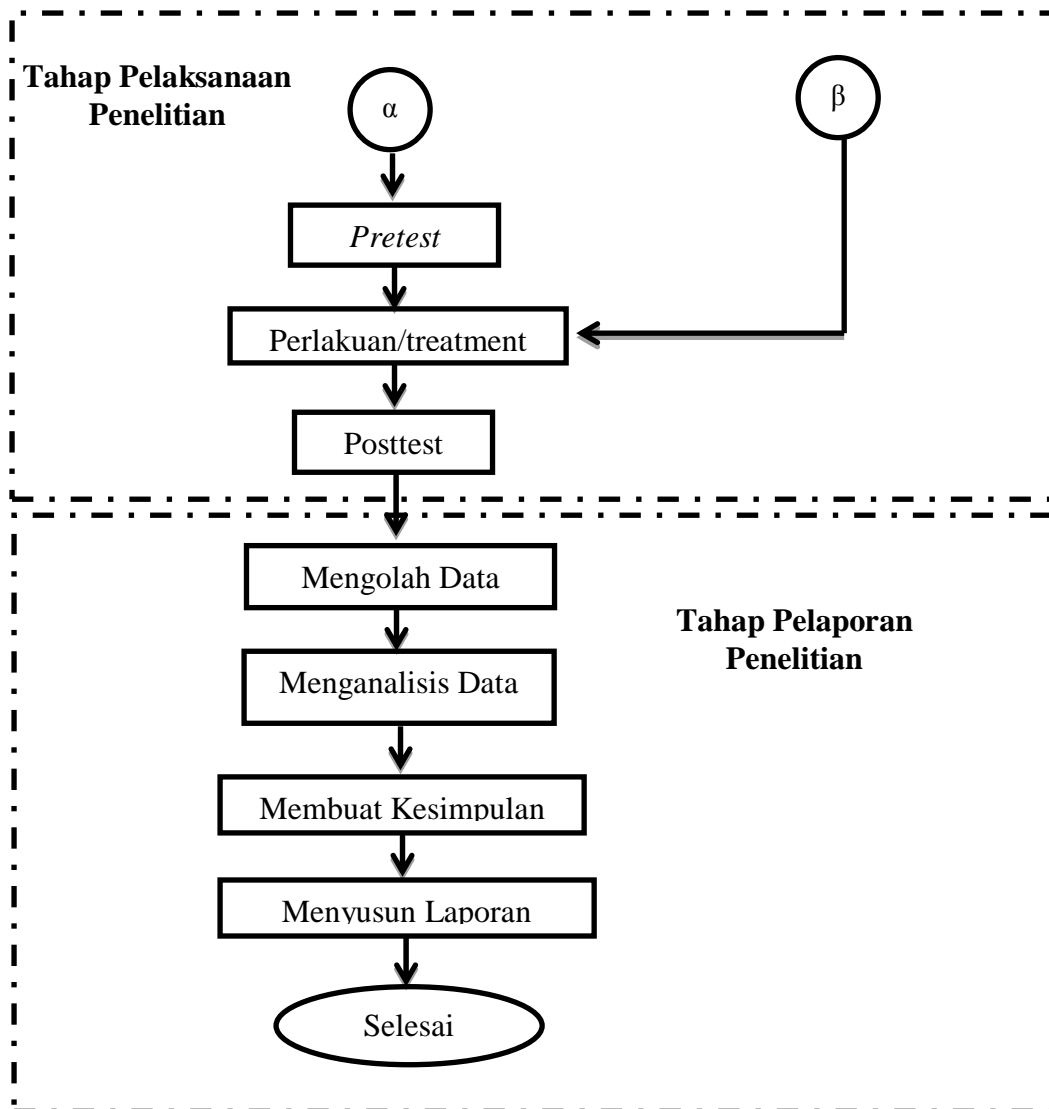 Tahap Pelaksanaan
Penelitian
α
β
Pretest
Perlakuan/treatment
Posttest
Mengolah Data
Tahap Pelaporan
Penelitian
Menganalisis Data
Membuat Kesimpulan
Menyusun Laporan
Selesai